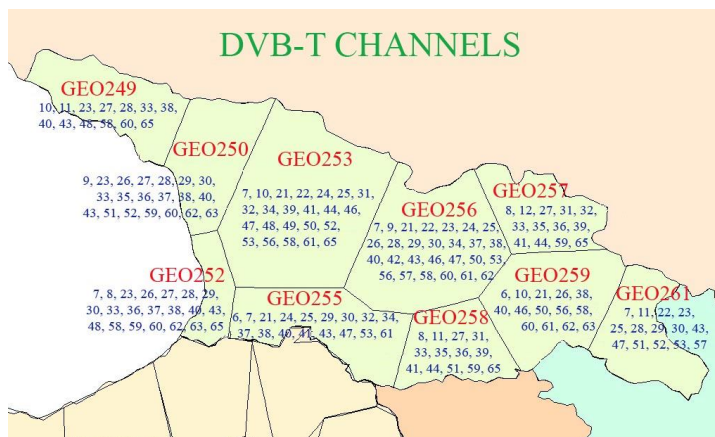 DVB-T CHANNELS
GEO249
10, 11, 23, 27, 28, 33, 38,
40, 43, 48, 58, 60, 65
GEO250
9, 23, 26, 27, 28, 29, 30,
33, 35, 36, 37, 38, 40
43, 51, 52, 59, 60, 62, 63
GEO253
7, 10, 21, 22, 24, 25, 31,
32, 34, 39, 41, 44, 46,
47, 48, 49, 50, 52,
53, 56, 58, 61, 65
GEO256
7, 9, 21, 22, 23, 24, 25,
26, 28, 29, 30, 34, 37, 38,
40, 42, 43, 46, 47, 50, 53,
56, 57, 58, 60, 61, 62
GEO257
8, 12, 27, 31, 32,
33, 35, 36, 39,
41, 44, 59, 65
GEO252
7, 8, 23, 26, 27, 28, 29,
30, 33, 36, 37, 38, 40, 43,
48, 58, 59, 60, 62, 63, 65
GEO255
6, 7, 21, 24, 25, 29, 30, 32, 34,
37, 38, 40, 41, 43, 47, 53, 61
GEO258
8, 11, 27, 31,
33, 35, 36, 39,
41, 44, 51, 59, 65
GEO259
6, 10, 21, 26, 38,
40, 46, 50, 56, 58,
60, 61, 62, 63
GEO261
7, 11, 22, 23,
25, 28, 29, 30, 43,
47, 51, 52, 53, 57